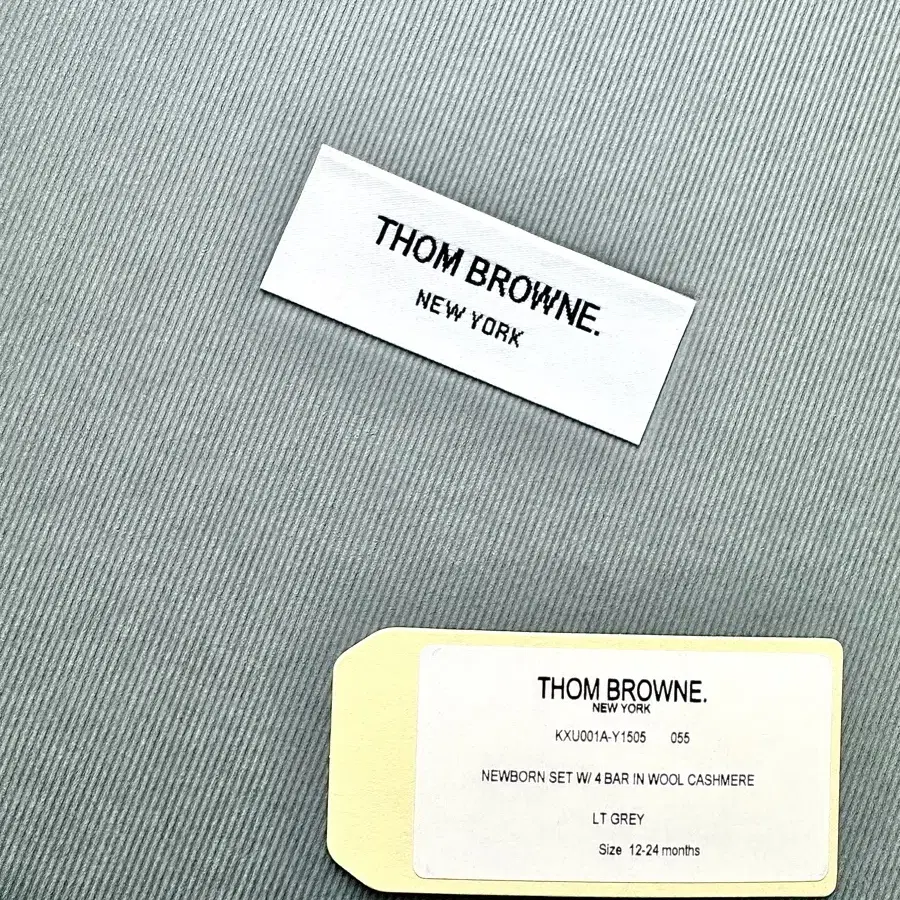 THOM BROWNE.
NEW YORK
THOM BROWNE.
NEW YORK
KXU001A-Y1505 055
NEWBORN SET W/ 4 BAR IN WOOL CASHMERE
LT GREY
Size 12-24 months